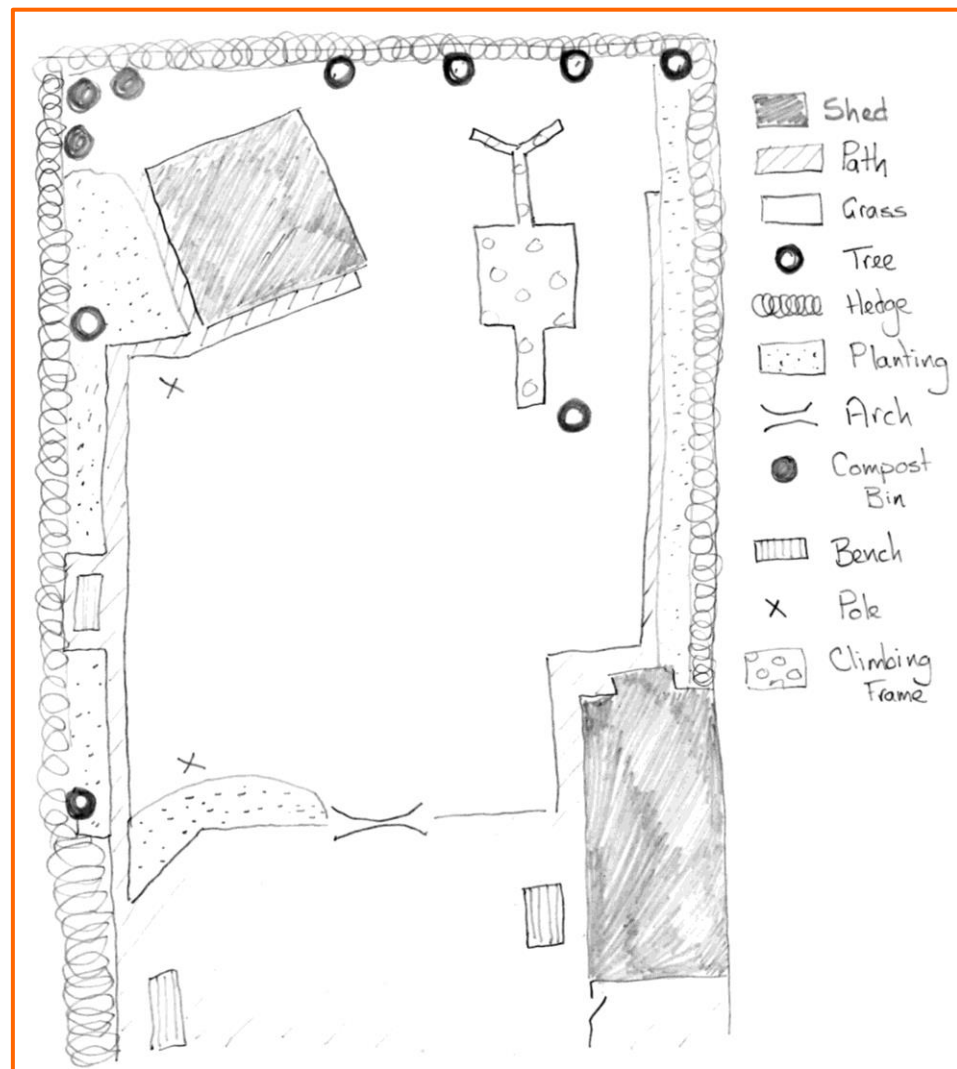 Shed
Path
Grass
Tree
Hedge
Planting
Arch
Compost
Bin
Bench
Pole
Climbing
Frame